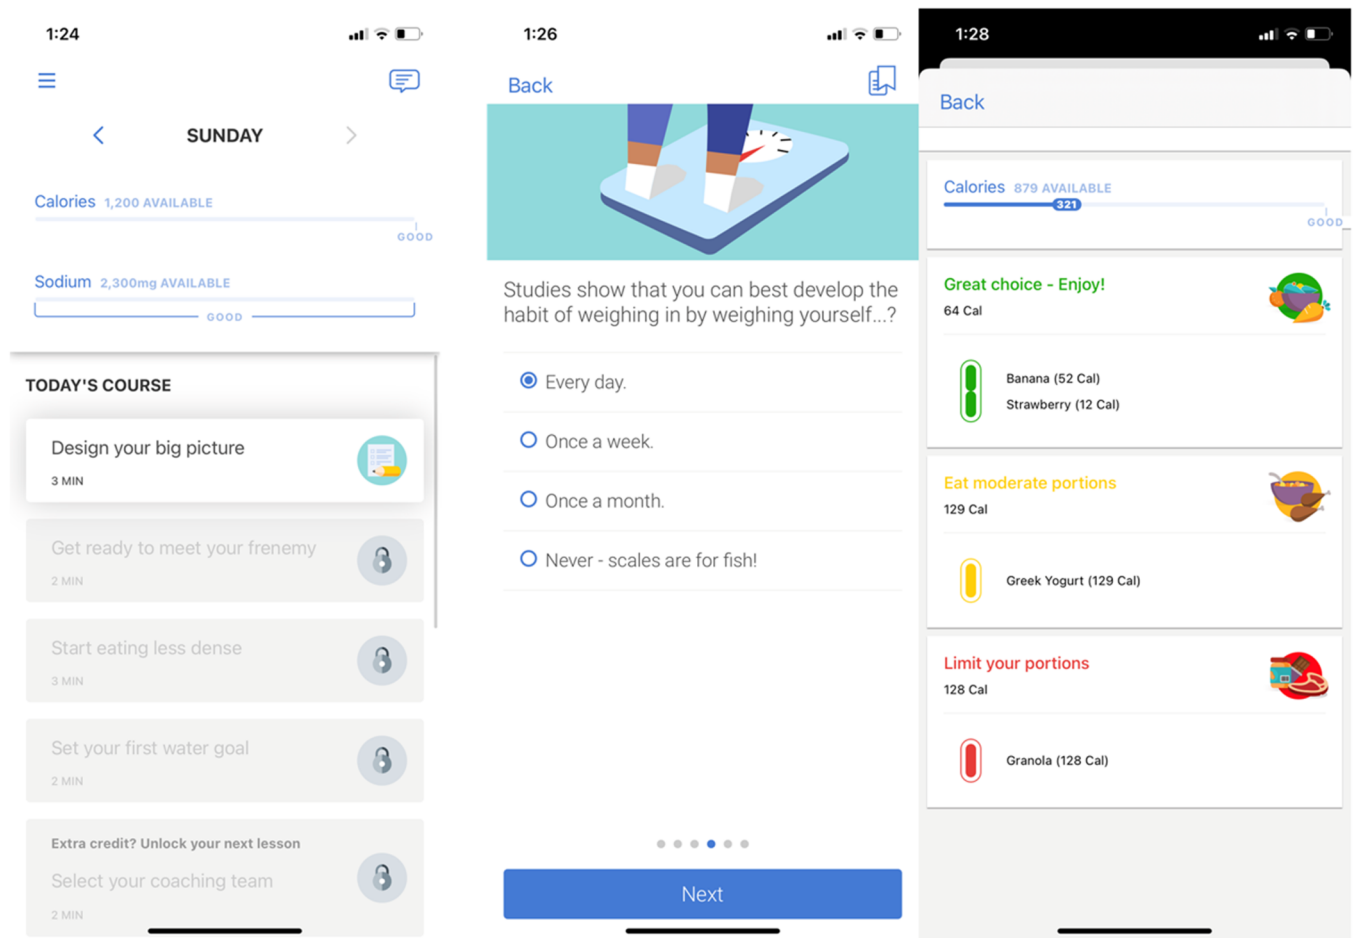 1:24
SUNDAY
Calories 1,200 AVAILABLE
GOOD
Sodium 2,300mg AVAILABLE
GOOD
TODAY'S COURSE
Design your big picture
3 MIN
Get ready to meet your frenemy
2 MIN
Start eating less dense
3 MIN
Set your first water goal
2 MIN
Extra credit? Unlock your next lesson
Select your coaching team
2 MIN
1:26
Back
Studies show that you can best develop the
habit of weighing in by weighing yourself...?
Every day.
Once a week.
Once a month.
Never - scales are for fish!
Next
1:28
Back
Calories 879 AVAILABLE
321
GOOD
Great choice - Enjoy!
64 Cal
Banana (52 Cal)
Strawberry (12 Cal)
Eat moderate portions
129 Cal
Greek Yogurt (129 Cal)
Limit your portions
128 Cal
Granola (128 Cal)